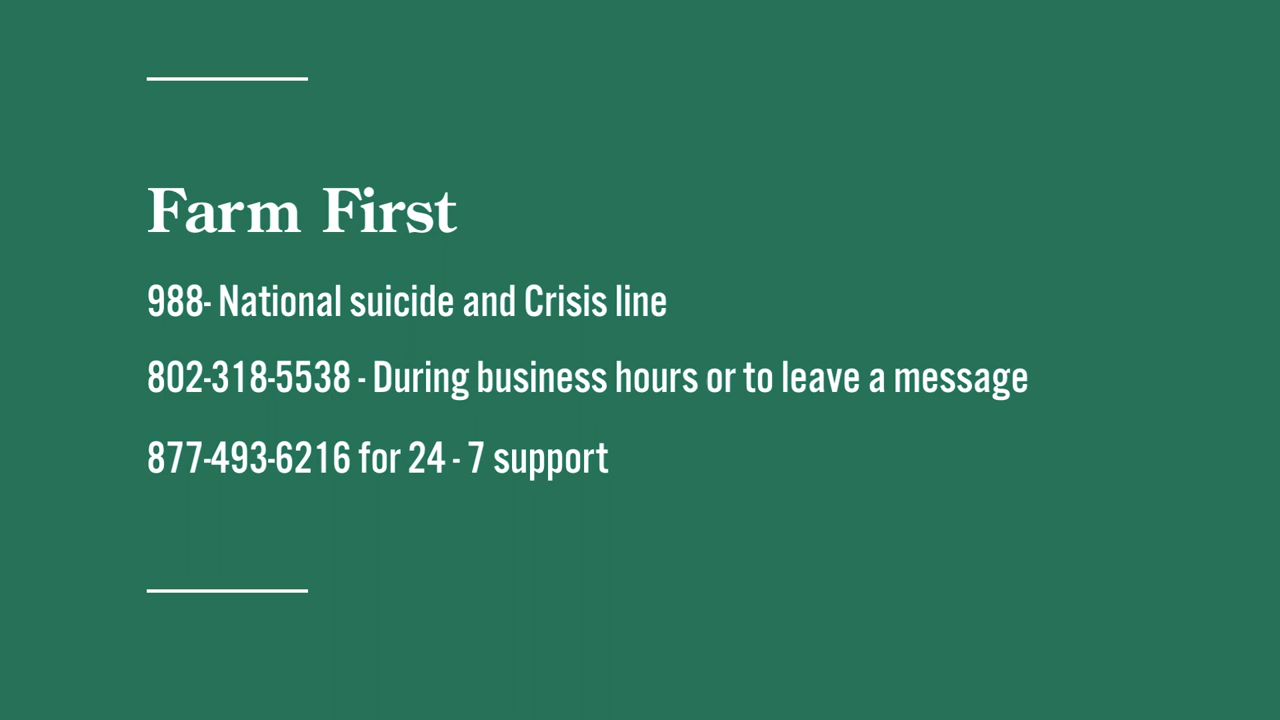 Farm First
988- National suicide and Crisis line
802-318-5538 - During business hours or to leave a message
877-493-6216 for 24 - 7 support